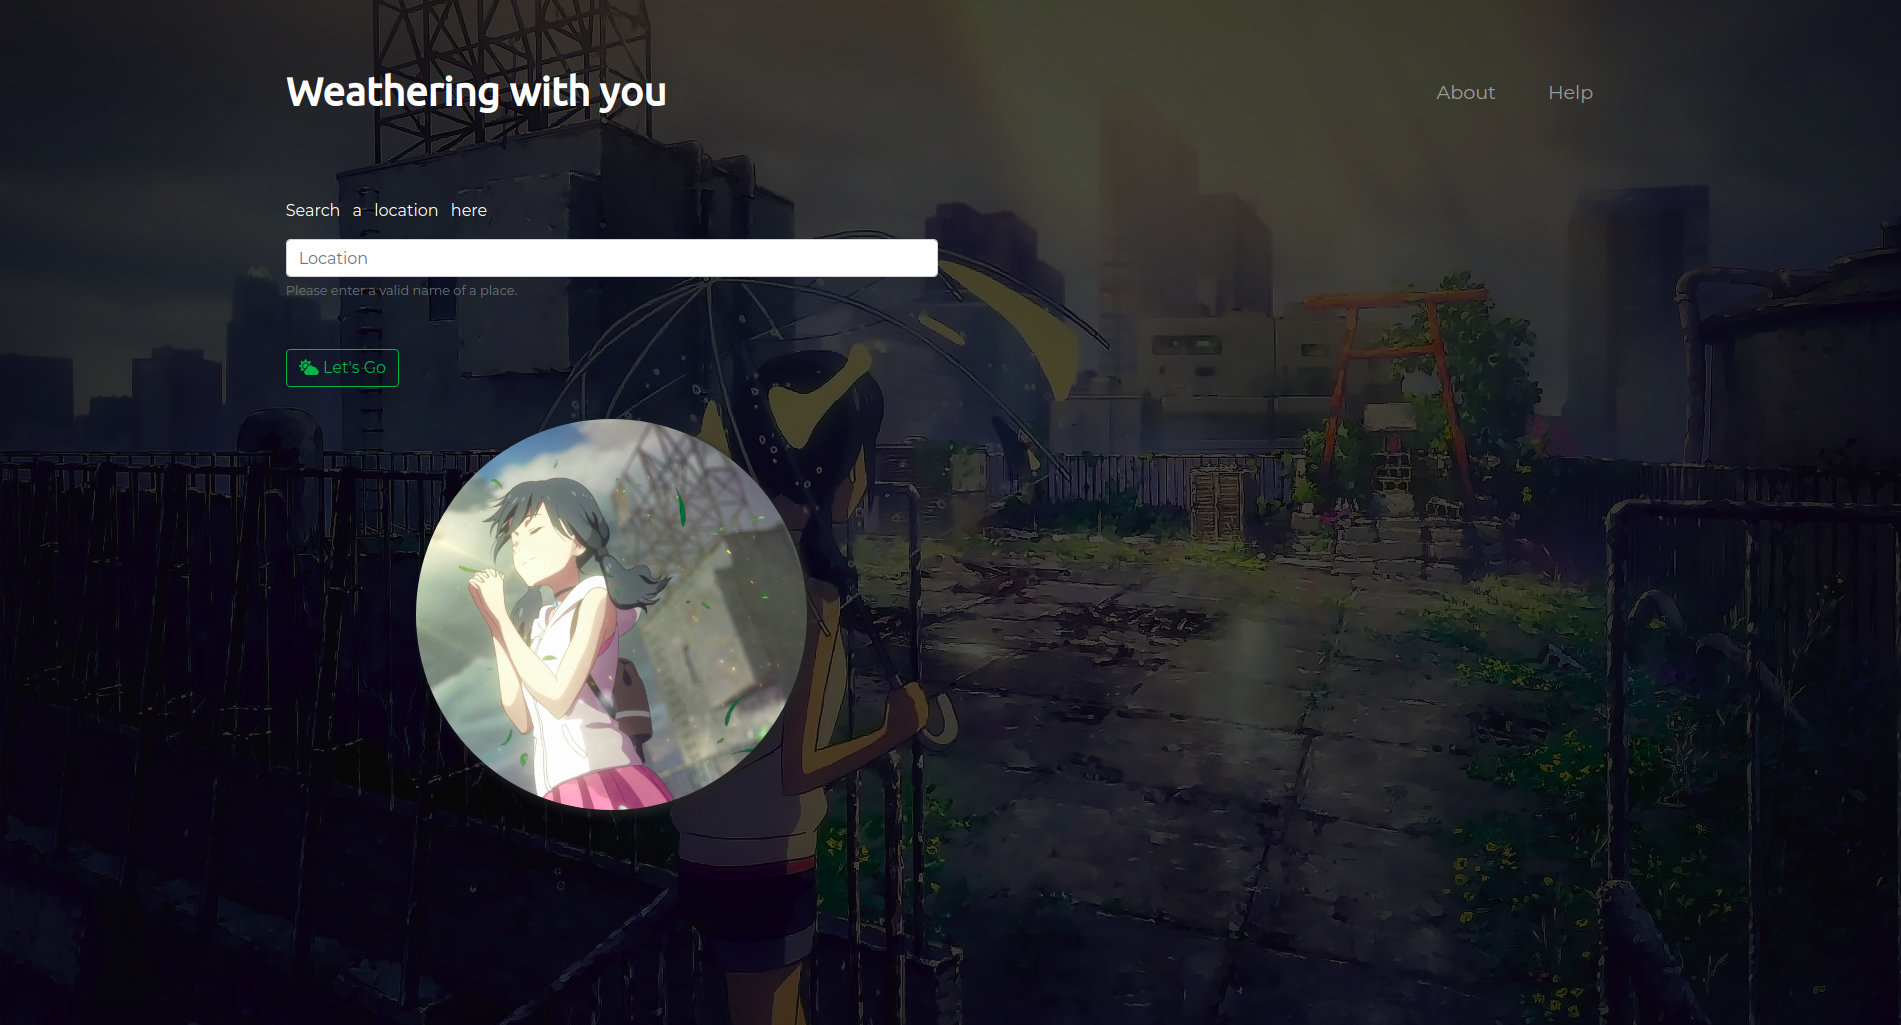 Weathering with you
About
Help
Search a location here
Location
Please enter a valid name of a place.
Let's Go